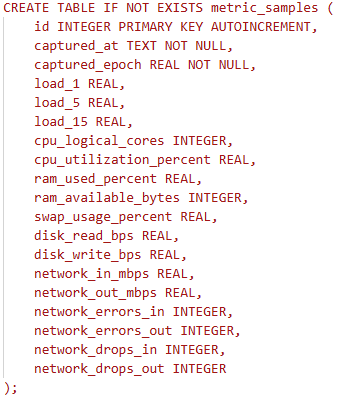 CREATE TABLE IF NOT EXISTS metric_samples (
    id INTEGER PRIMARY KEY AUTOINCREMENT,
    captured_at TEXT NOT NULL,
    captured_epoch REAL NOT NULL,
    load_1 REAL,
    load_5 REAL,
    load_15 REAL,
    cpu_logical_cores INTEGER,
    cpu_utilization_percent REAL,
    ram_used_percent REAL,
    ram_available_bytes INTEGER,
    swap_usage_percent REAL,
    disk_read_bps REAL,
    disk_write_bps REAL,
    network_in_mbps REAL,
    network_out_mbps REAL,
    network_errors_in INTEGER,
    network_errors_out INTEGER,
    network_drops_in INTEGER,
    network_drops_out INTEGER
);